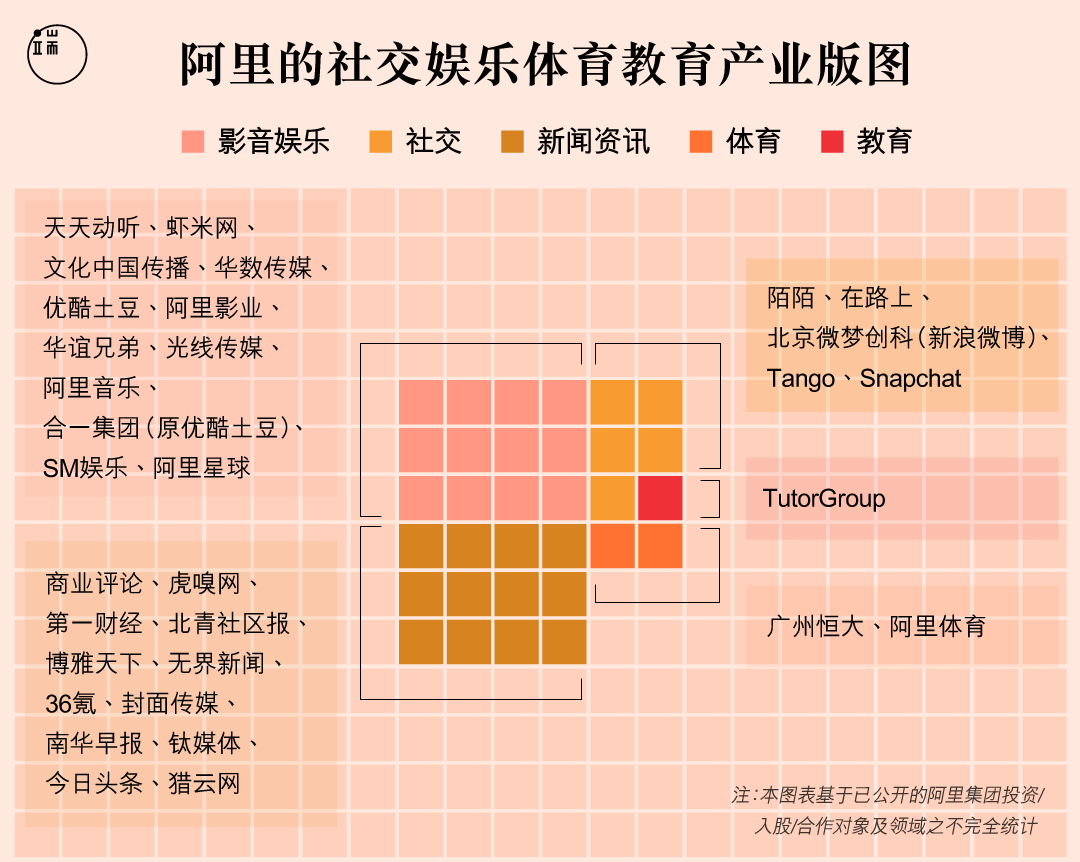 端
阿里的社交娱乐体育教育产业版图
影音娱乐 社交 新闻资讯 体育 教育
天天动听、虾米网、
文化中国传播、华数传媒、
优酷土豆、阿里影业、
华谊兄弟、光线传媒、
阿里音乐、
合一集团（原优酷土豆）、
SM娱乐、阿里星球
商业评论、虎嗅网、
第一财经、北青社区报、
博雅天下、无界新闻、
36氪、封面传媒、
南华早报、钛媒体、
今日头条、猎云网
陌陌、在路上、
北京微梦创科（新浪微博）、
Tango、Snapchat
TutorGroup
广州恒大、阿里体育
注：本图表基于已公开的阿里集团投资/
入股/合作对象及领域之不完全统计